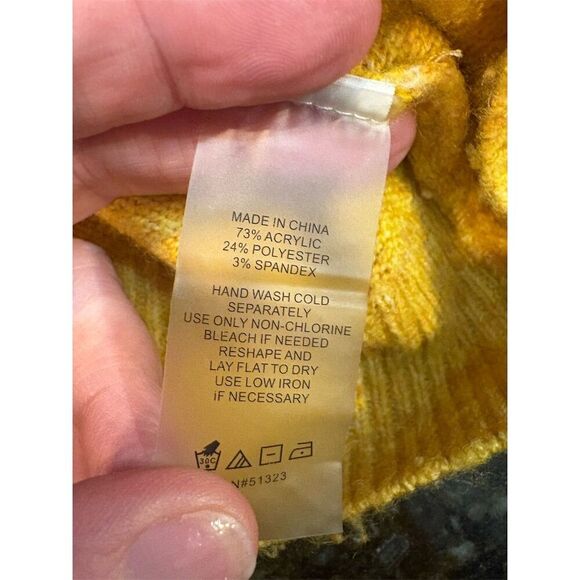 MADE IN CHINA
73% ACRYLIC
24% POLYESTER
3% SPANDEX
HAND WASH COLD
SEPARATELY
USE ONLY NON-CHLORINE
BLEACH IF NEEDED
RESHAPE AND
LAY FLAT TO DRY
USE LOW IRON
IF NECESSARY
30C
N#51323